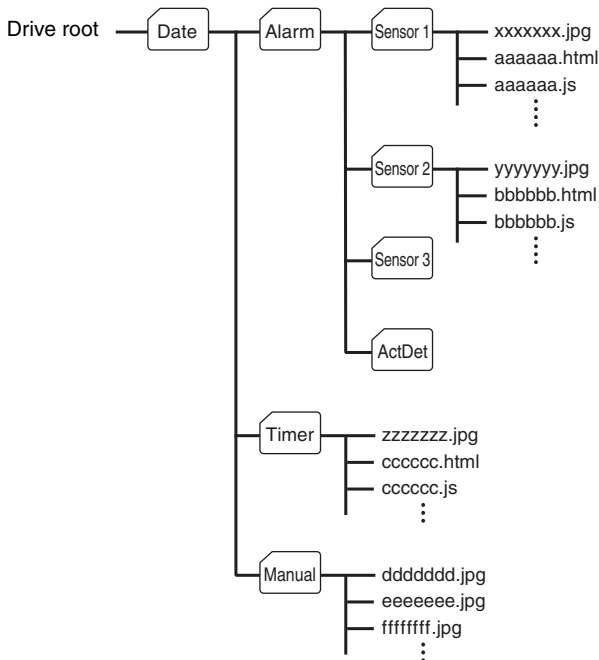 Drive root
Date
Alarm
Sensor 1
xxxxxxx.jpg
aaaaaa.html
aaaaaa.js
Sensor 2
yyyyyyy.jpg
bbbbbb.html
bbbbbb.js
Sensor 3
ActDet
Timer
zzzzzzz.jpg
cccccc.html
cccccc.js
Manual
ddddddd.jpg
eeeeeee.jpg
ffffffff.jpg